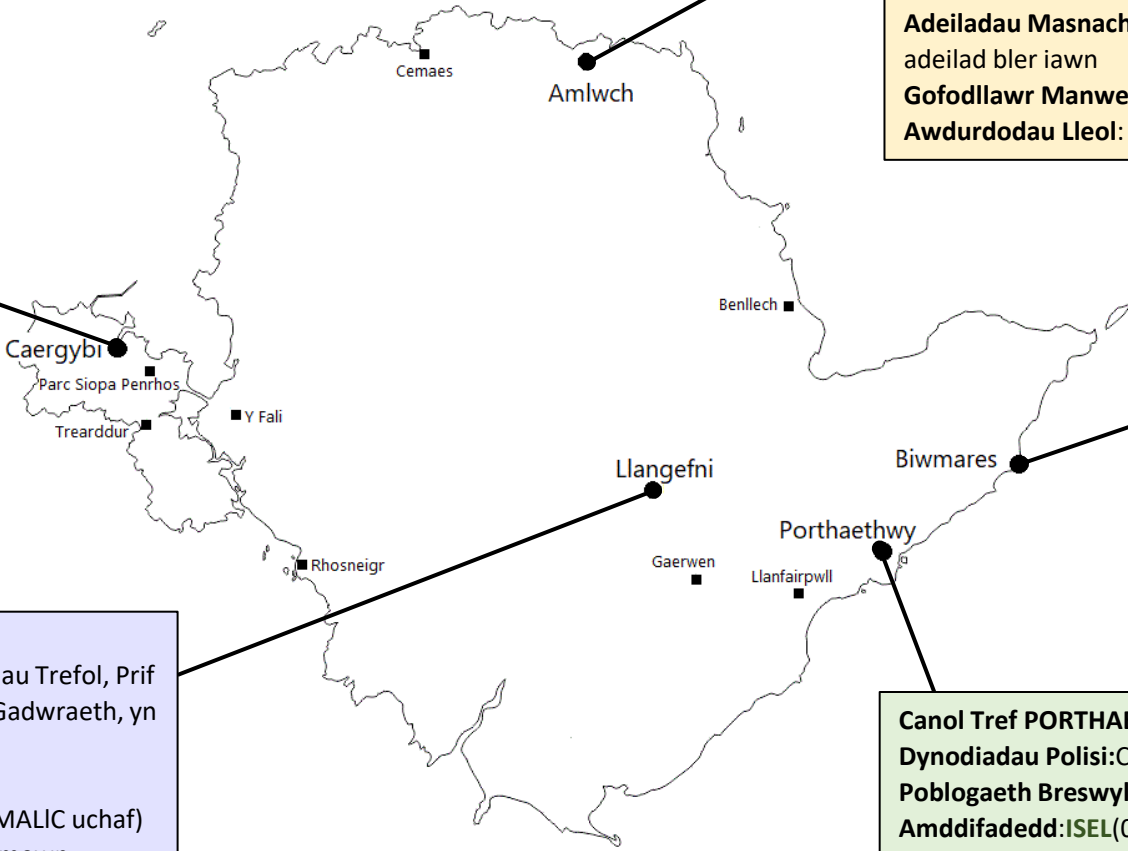 Adeiladau Masnach
adeilad bler iawn
Gofodllawr Manwe
Awdurdodau Lleol:
Cemaes
Amlwch
Benllech
Caergybi
Parc Siopa Penrhos
Trearddur
Y Fali
Llangefni
Biwmares
Porthaethwy
Gaerwen
Llanfairpwll
Rhosneigr
au Trefol, Prif
Gadwraeth, yn
MALlC uchaf)
Canol Tref PORTHAE
Dynodiadau Polisi:C
Poblogaeth Breswyl
Amddifadedd:ISEL(0